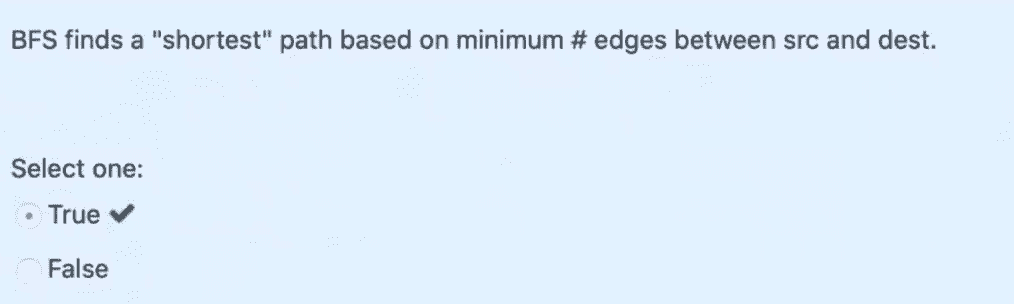 BFS finds a "shortest" path based on minimum # edges between src and dest.
Select one:
True ✔
False